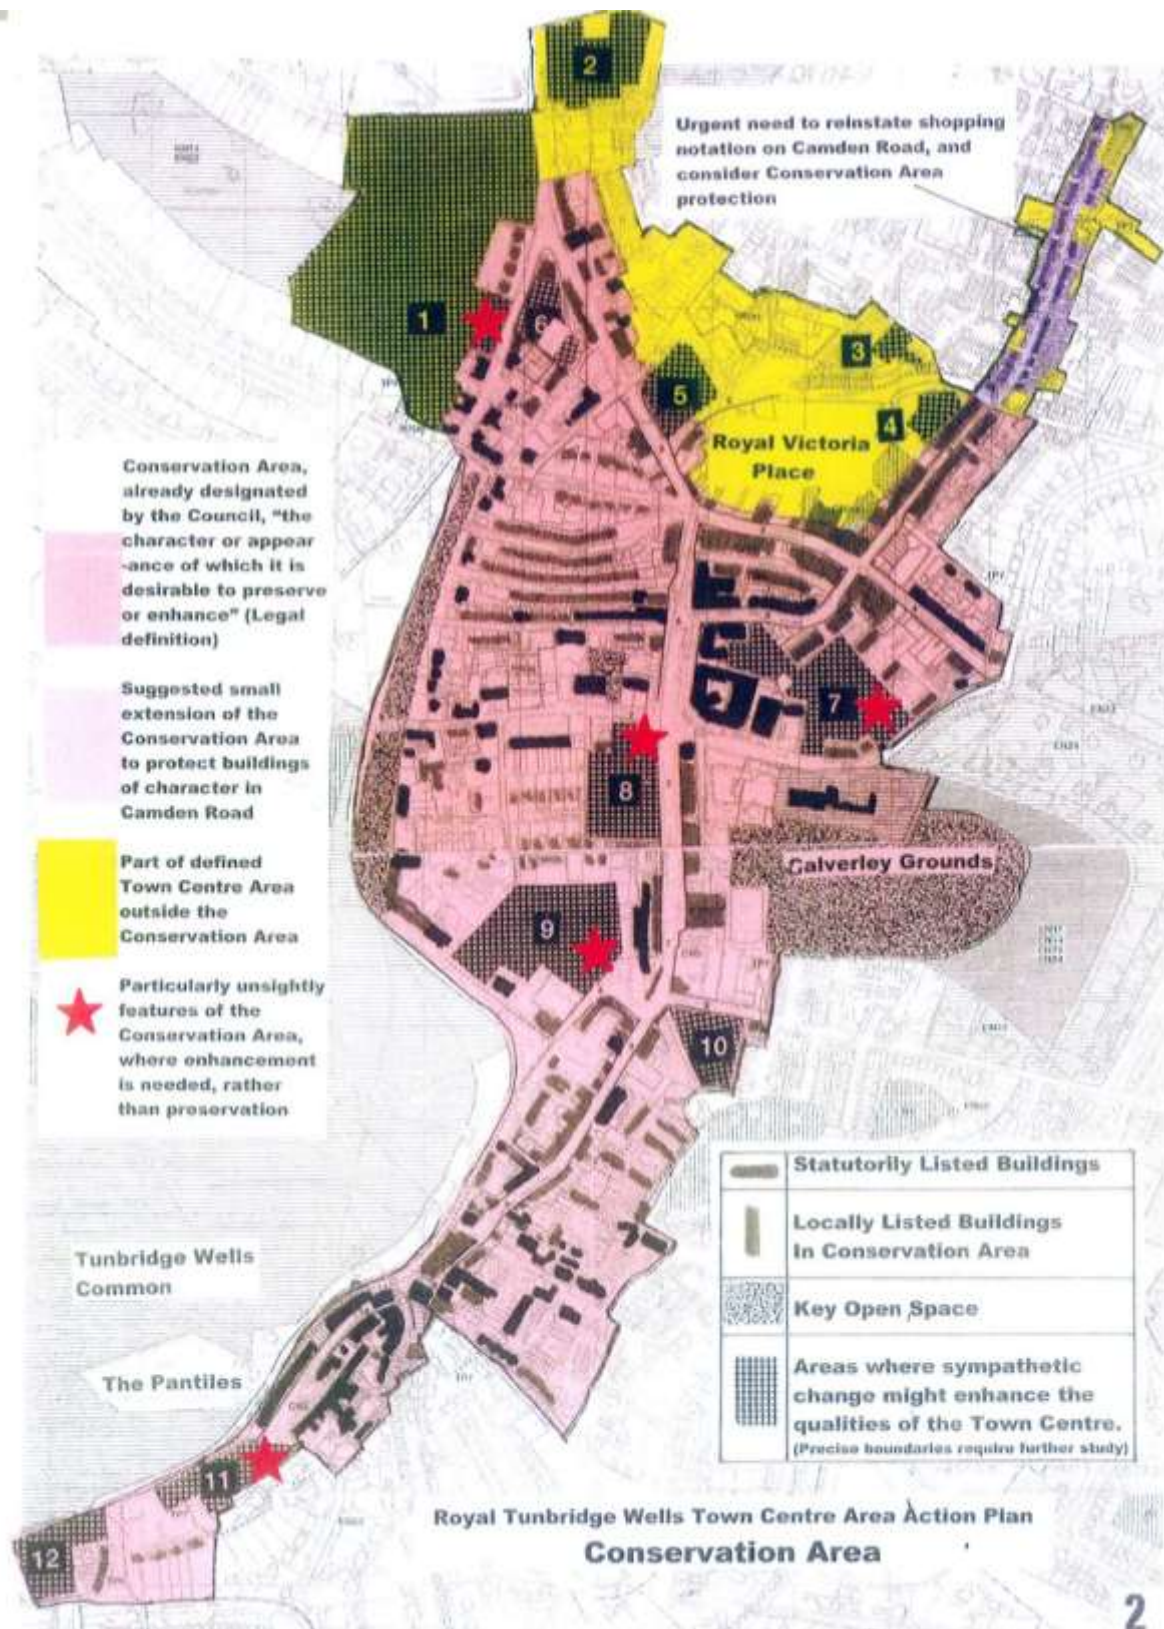 2
Urgent need to reinstate shopping
notation on Camden Road, and
consider Conservation Area
protection
1
6
3
5
4
Royal Victoria
Place
Conservation Area,
already designated
by the Council, "the
character or appear
-ance of which it is
desirable to preserve
or enhance" (Legal
definition)
Suggested small
extension of the
Conservation Area
to protect buildings
of character in
Camden Road
Part of defined
Town Centre Area
outside the
Conservation Area
Particularly unsightly
features of the
Conservation Area,
where enhancement
is needed, rather
than preservation
7
8
Calverley Grounds
9
10
Statutorily Listed Buildings
Locally Listed Buildings
In Conservation Area
Key Open Space
Areas where sympathetic
change might enhance the
qualities of the Town Centre.
(Precise boundaries require further study)
Tunbridge Wells
Common
The Pantiles
11
12
Royal Tunbridge Wells Town Centre Area Action Plan
Conservation Area
2